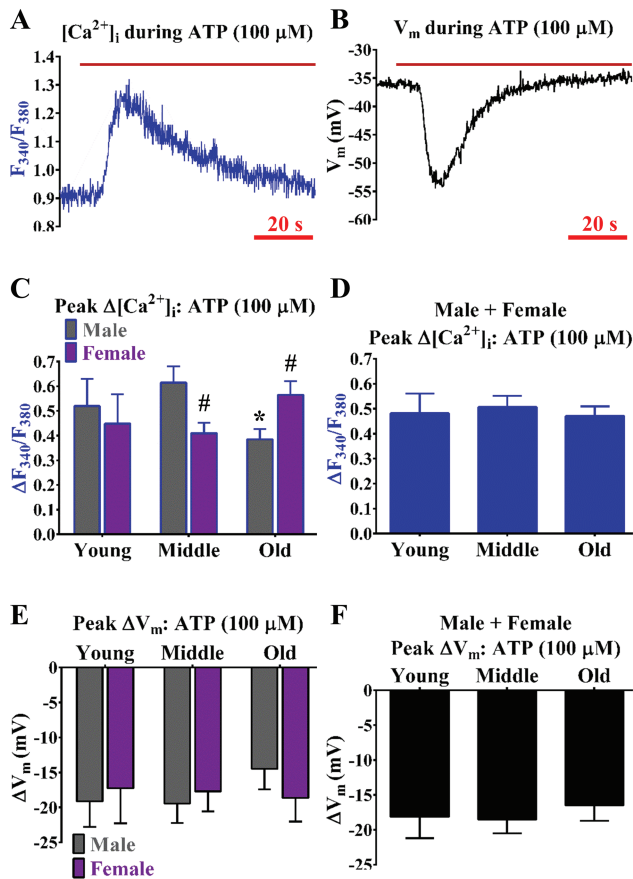 A
[Ca²⁺]ᵢ during ATP (100 µM)
F₃₄₀/F₃₈₀
1.3
1.2
1.1
1.0
0.9
0.8
20 s
B
Vₘ during ATP (100 µM)
Vₘ (mV)
-30
-35
-40
-45
-50
-55
-60
20 s
C
Peak Δ[Ca²⁺]ᵢ: ATP (100 µM)
Male
Female
ΔF₃₄₀/F₃₈₀
0.7
0.6
0.5
0.4
0.3
0.2
0.1
0.0
#
*
#
Young Middle Old
D
Male + Female
Peak Δ[Ca²⁺]ᵢ: ATP (100 µM)
ΔF₃₄₀/F₃₈₀
0.7
0.6
0.5
0.4
0.3
0.2
0.1
0.0
Young Middle Old
E
Peak ΔVₘ: ATP (100 µM)
Young Middle Old
ΔVₘ (mV)
0
-5
-10
-15
-20
-25
Male
Female
F
Male + Female
Peak ΔVₘ: ATP (100 µM)
Young Middle Old
ΔVₘ (mV)
0
-5
-10
-15
-20
-25